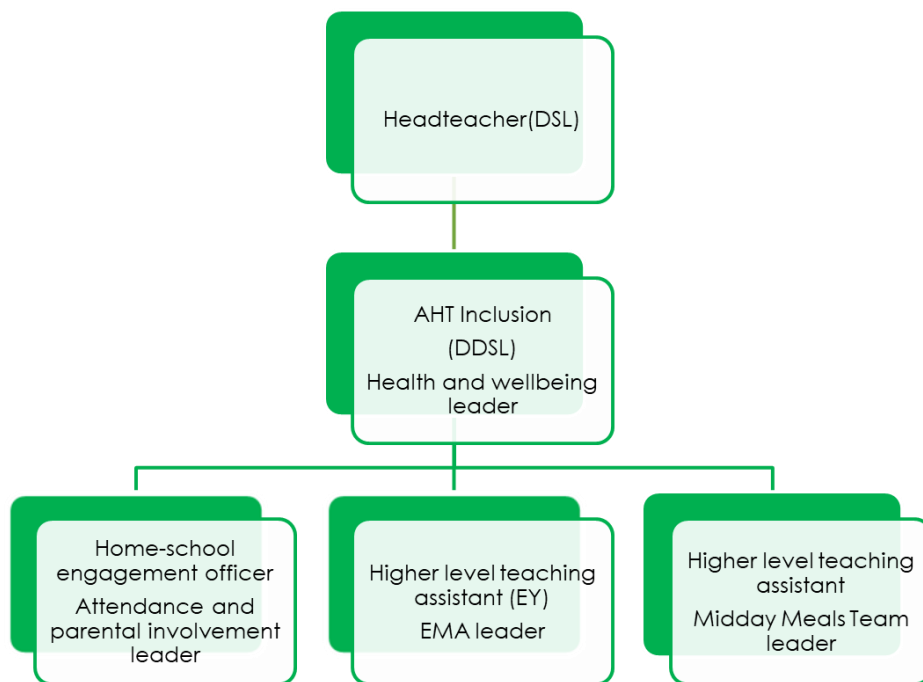 Headteacher(DSL)
AHT Inclusion
(DDSL)
Health and wellbeing
leader
Home-school
engagement officer
Attendance and
parental involvement
leader
Higher level teaching
assistant (EY)
EMA leader
Higher level teaching
assistant
Midday Meals Team
leader